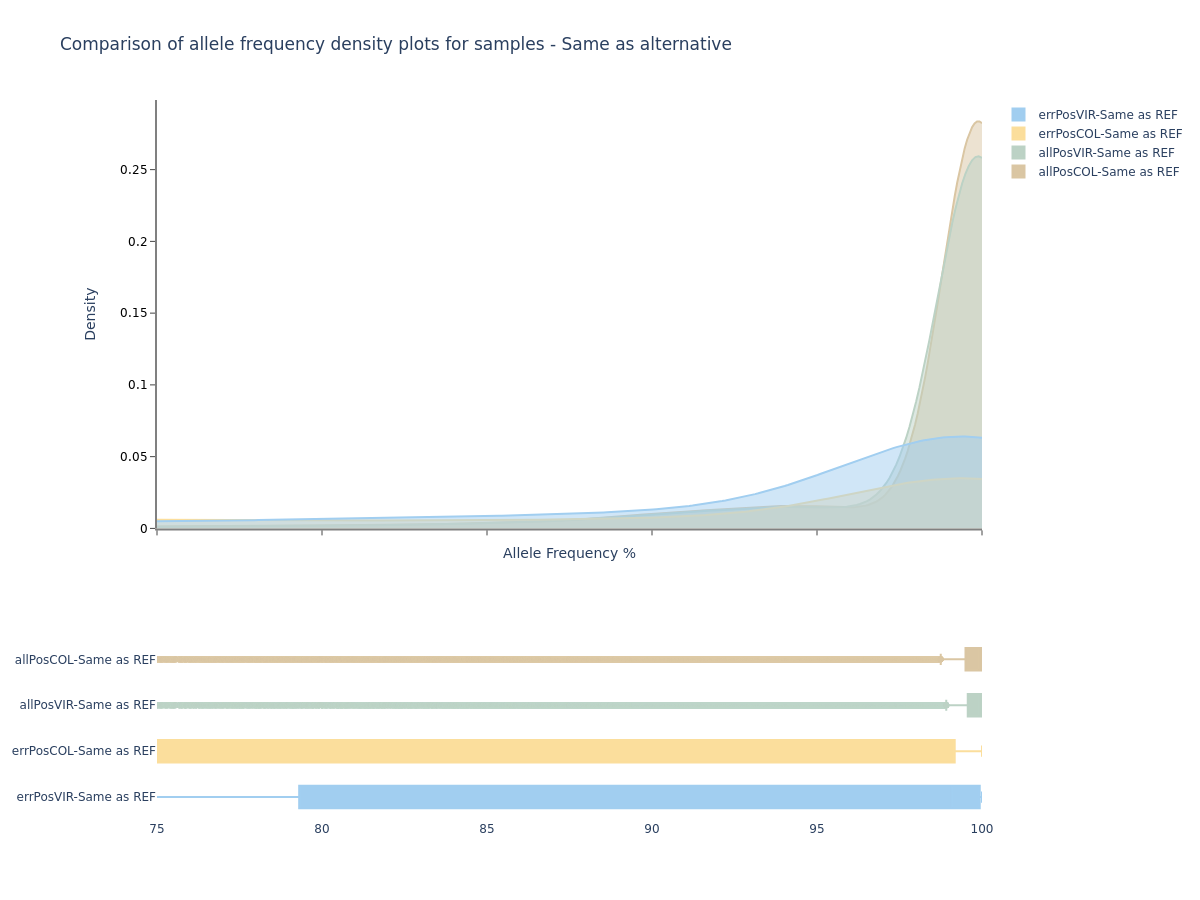 Comparison of allele frequency density plots for samples - Same as alternative
errPosVIR-Same as REF
errPosCOL-Same as REF
allPosVIR-Same as REF
allPosCOL-Same as REF
0.25
0.2
0.15
0.1
0.05
0
Density
Allele Frequency %
allPosCOL-Same as REF
allPosVIR-Same as REF
errPosCOL-Same as REF
errPosVIR-Same as REF
75 80 85 90 95 100